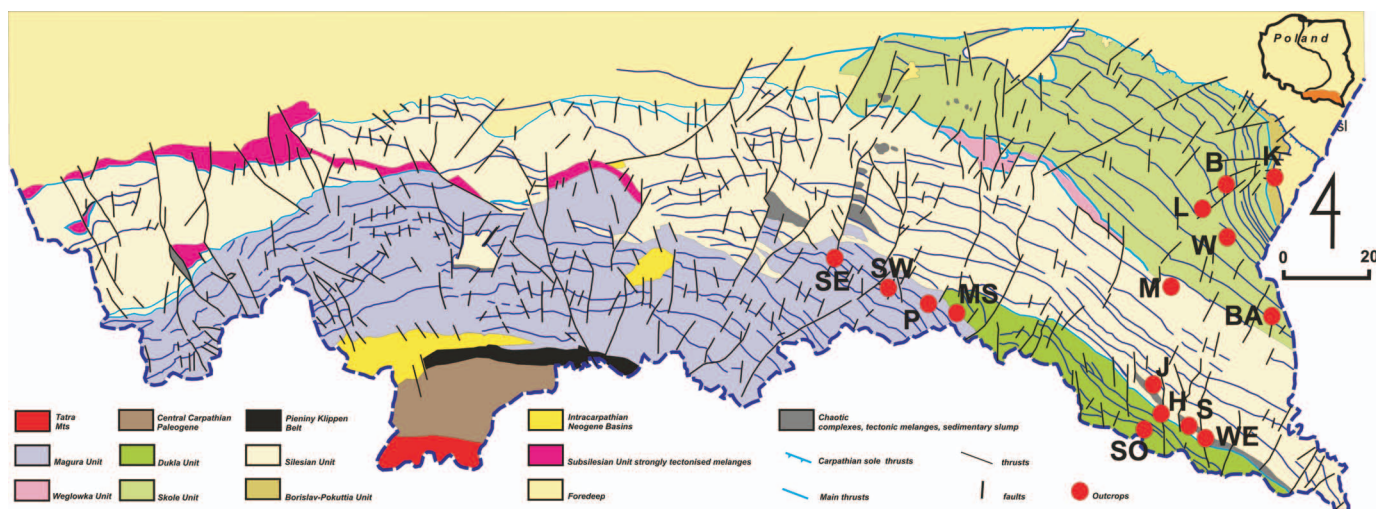 Poland
sl
B
K
L
W
0 20
SE
SW
M
MS
P
BA
J
H
S
WE
SO
Tatra
Mts
Central Carpathian
Paleogene
Pieniny Klippen
Belt
Intracarpathian
Neogene Basins
Chaotic
complexes, tectonic melanges, sedimentary slump
Magura Unit
Dukla Unit
Silesian Unit
Subsilesian Unit strongly tectonised melanges
Carpathian sole thrusts
thrusts
Weglowka Unit
Skole Unit
Borislav-Pokuttia Unit
Foredeep
Main thrusts
faults
Outcrops